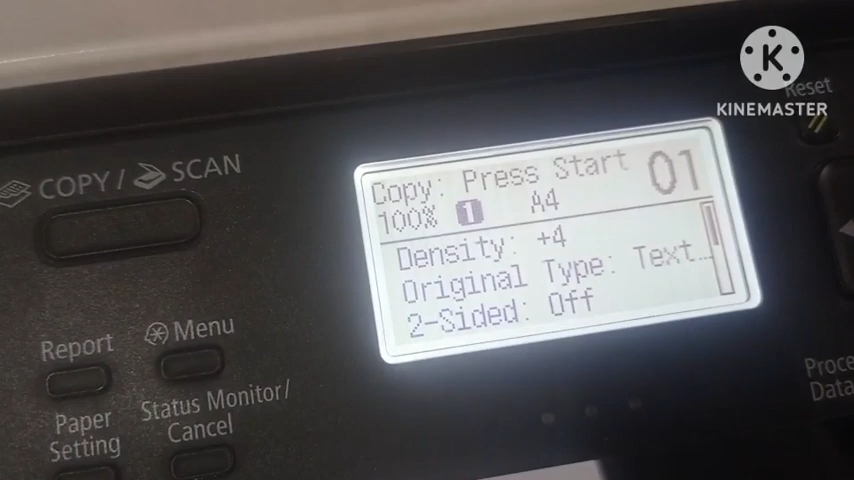 K
KINEMASTER
Reset
COPY / SCAN
Copy: Press Start 01
100% 1 A4
Density: +4
Original Type: Text…
2-Sided: Off
Report
Menu
Paper
Setting
Status Monitor/
Cancel
Data